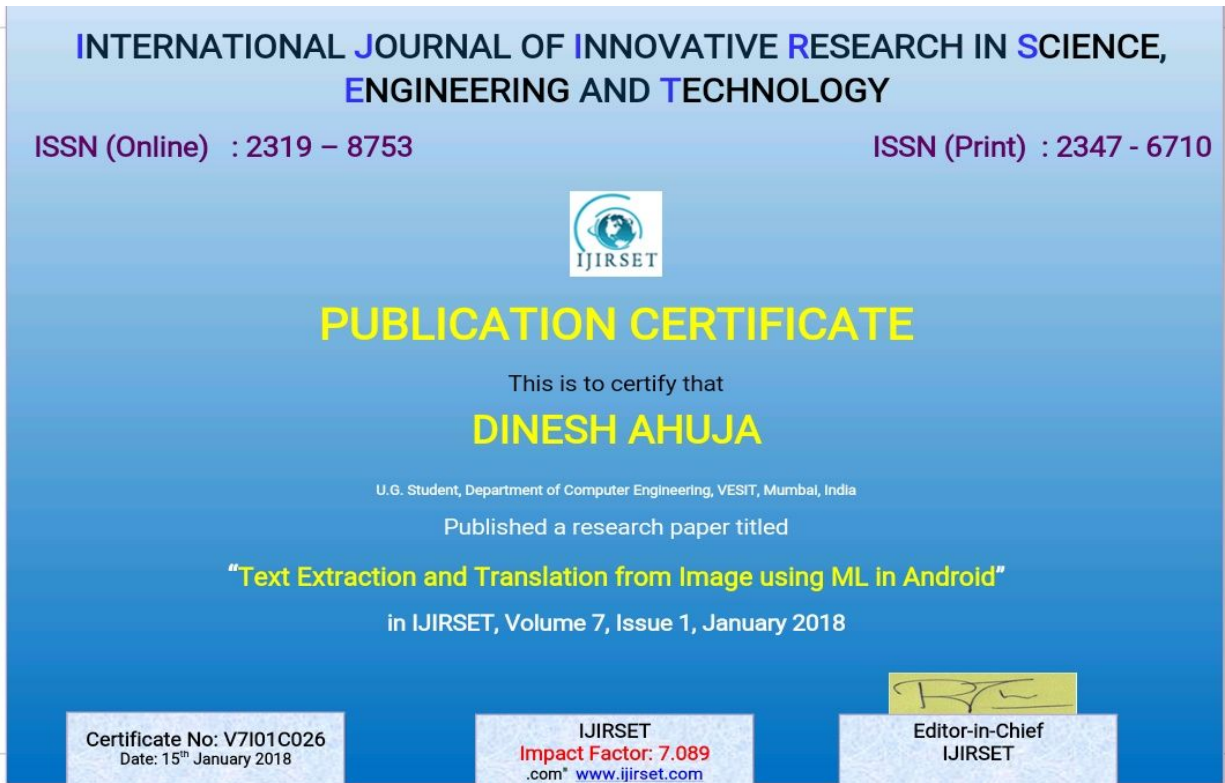 INTERNATIONAL JOURNAL OF INNOVATIVE RESEARCH IN SCIENCE,
ENGINEERING AND TECHNOLOGY
ISSN (Online) : 2319 – 8753
ISSN (Print) : 2347 - 6710
IJIRSET
PUBLICATION CERTIFICATE
This is to certify that
DINESH AHUJA
U.G. Student, Department of Computer Engineering, VESIT, Mumbai, India
Published a research paper titled
“Text Extraction and Translation from Image using ML in Android”
in IJIRSET, Volume 7, Issue 1, January 2018
Certificate No: V7I01C026
Date: 15th January 2018
IJIRSET
Impact Factor: 7.089
.com" www.ijirset.com
Editor-in-Chief
IJIRSET